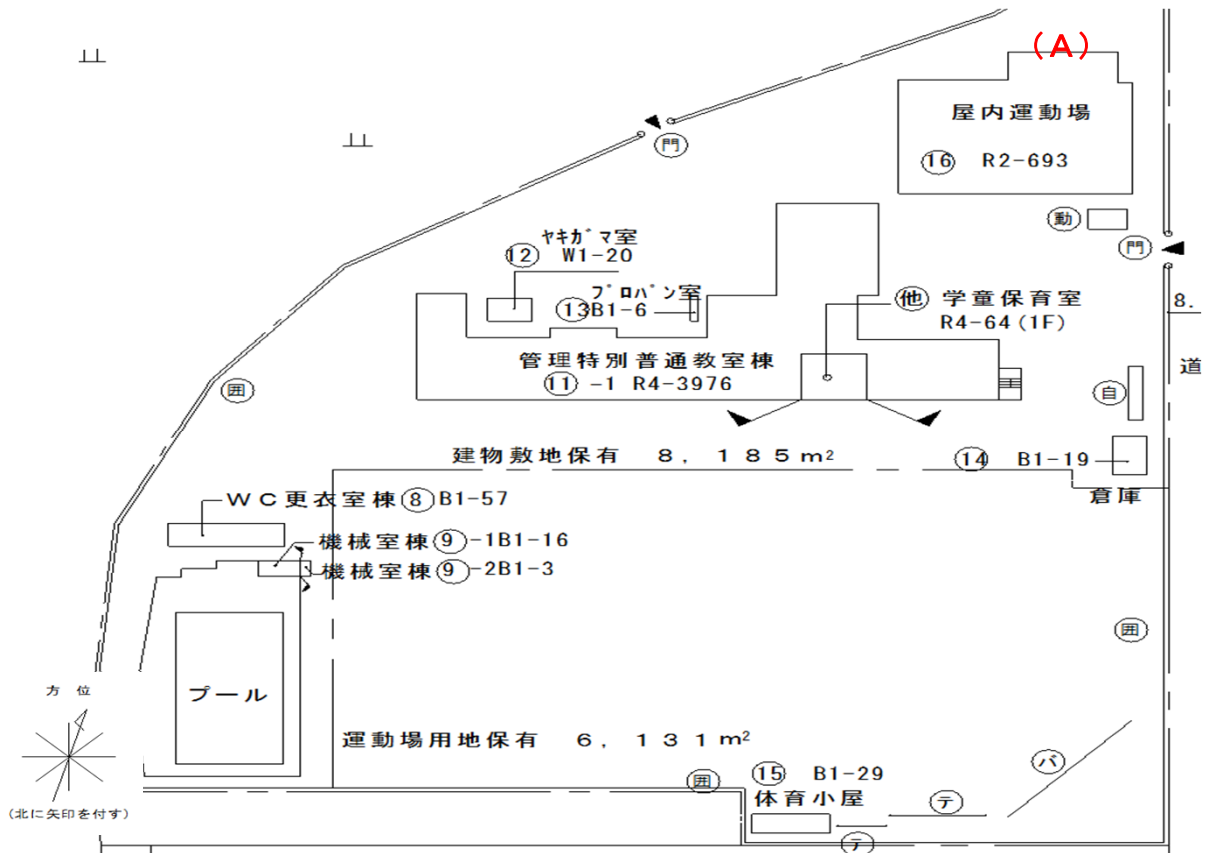 (A)
屋内運動場
⑯ R2-693
門
動
門
ヤキガマ室
⑫ W1-20
プロパン室
⑬B1-6
他 学童保育室
R4-64(1F)
8.
道
管理特別普通教室棟
⑪ -1 R4-3976
囲
自
建物敷地保有 8,185m²
⑭ B1-19
倉庫
WC更衣室棟⑧B1-57
機械室棟⑨-1B1-16
機械室棟⑨-2B1-3
囲
方 位
プール
(北に矢印を付す)
運動場用地保有 6,131m²
囲
⑮ B1-29
体育小屋
バ
テ
テ